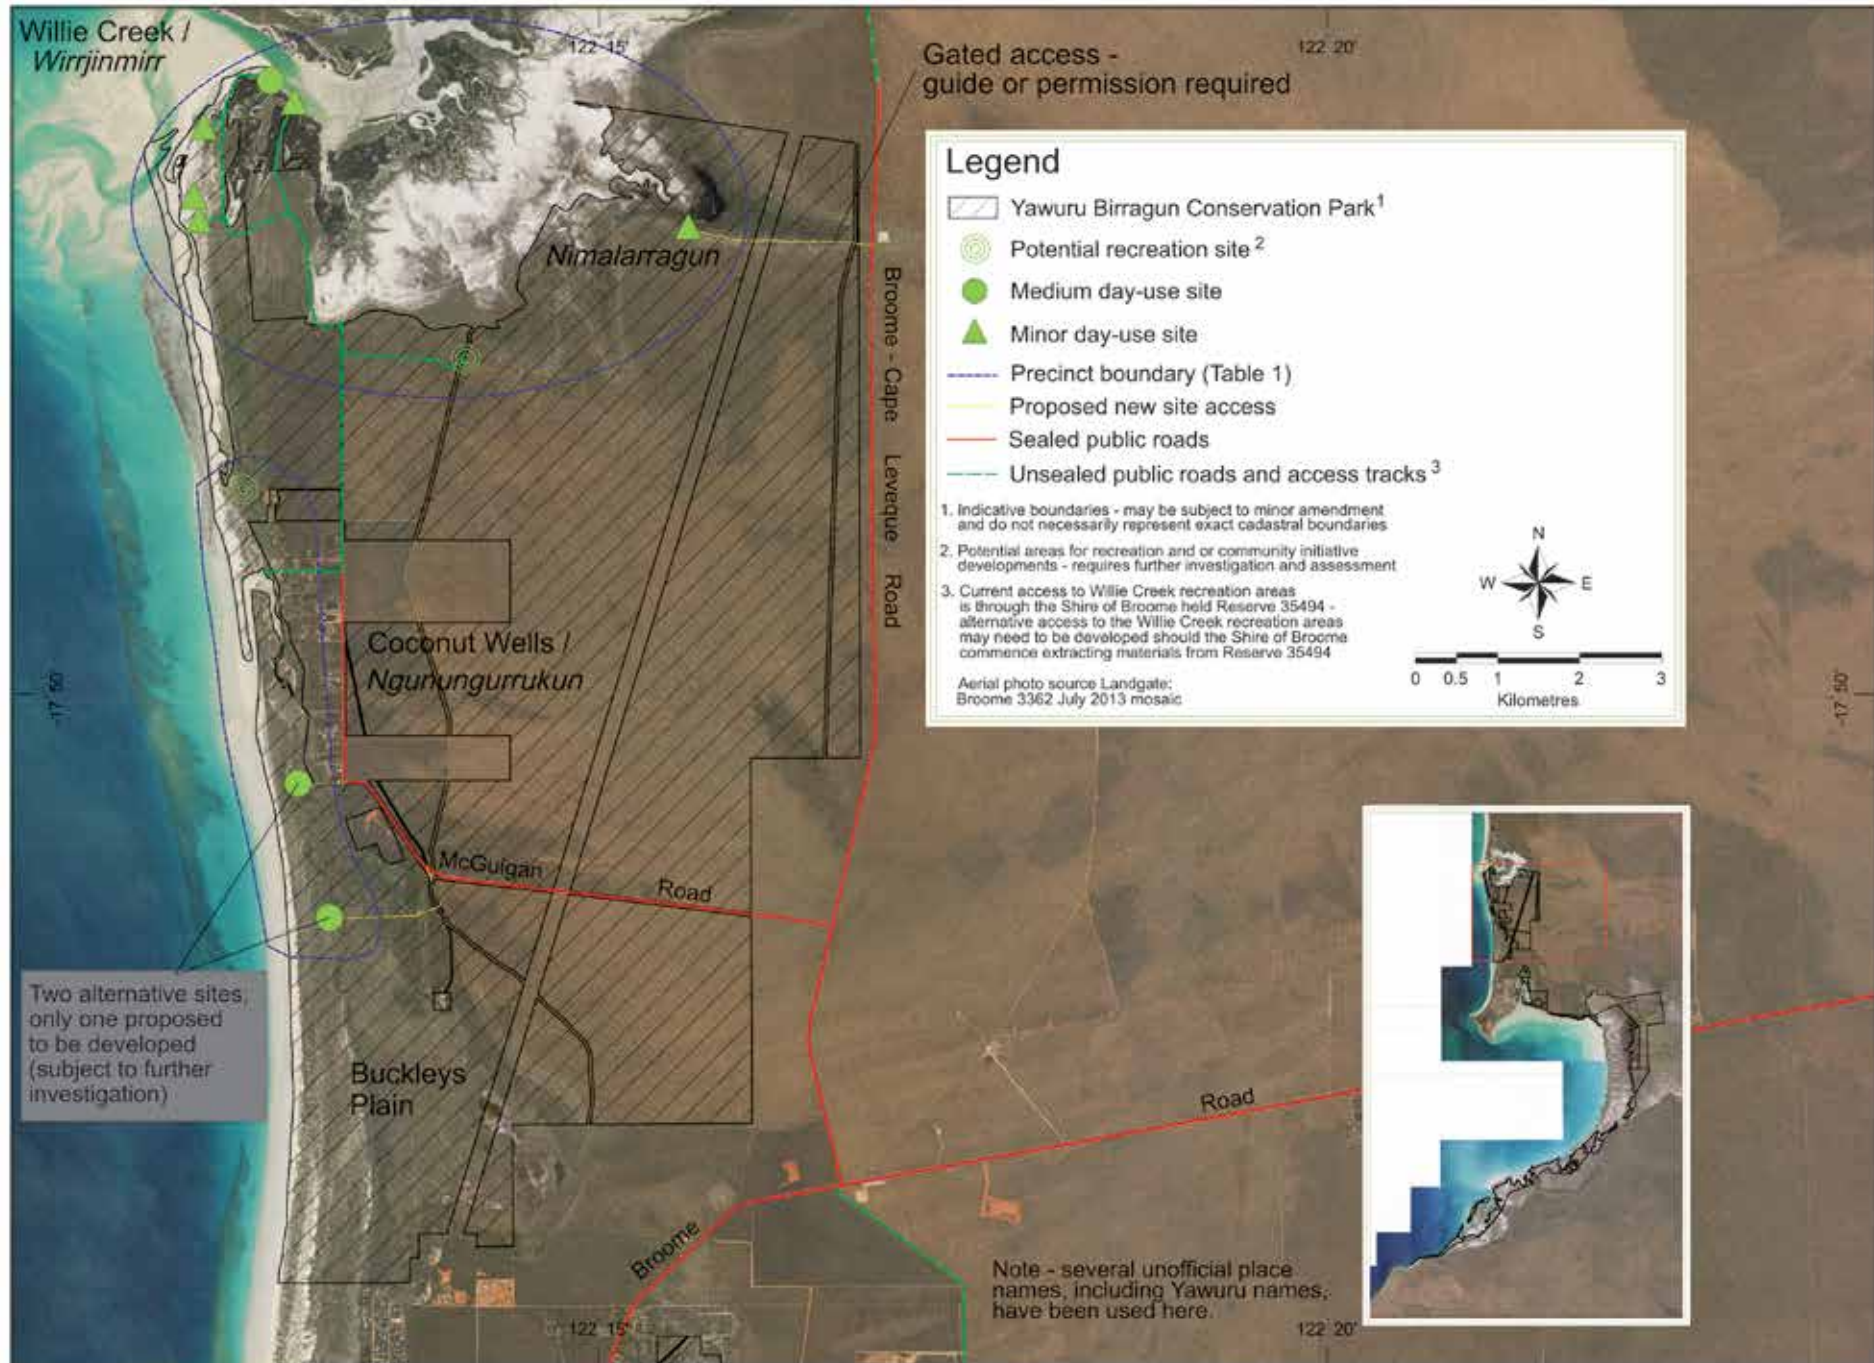 Willie Creek /
Wirrjinmirr
122 15'
122 20'
Gated access -
guide or permission required
Legend
Yawuru Birragun Conservation Park 1
Potential recreation site 2
Medium day-use site
Minor day-use site
Precinct boundary (Table 1)
Proposed new site access
Sealed public roads
Unsealed public roads and access tracks 3
1. Indicative boundaries - may be subject to minor amendment
and do not necessarily represent exact cadastral boundaries
2. Potential areas for recreation and or community initiative
developments - requires further investigation and assessment
3. Current access to Willie Creek recreation areas
is through the Shire of Broome held Reserve 35494 -
alternative access to the Willie Creek recreation areas
may need to be developed should the Shire of Broome
commence extracting materials from Reserve 35494
Aerial photo source Landgate:
Broome 3362 July 2013 mosaic
N
W E
S
0 0.5 1 2 3
Kilometres
Nimalarragun
Broome - Cape Leveque Road
Coconut Wells /
Ngunungurrukun
-17 50'
-17 50'
McGuigan Road
Two alternative sites,
only one proposed
to be developed
(subject to further
investigation)
Buckleys
Plain
Broome Road
Note - several unofficial place
names, including Yawuru names,
have been used here.
122 15'
122 20'